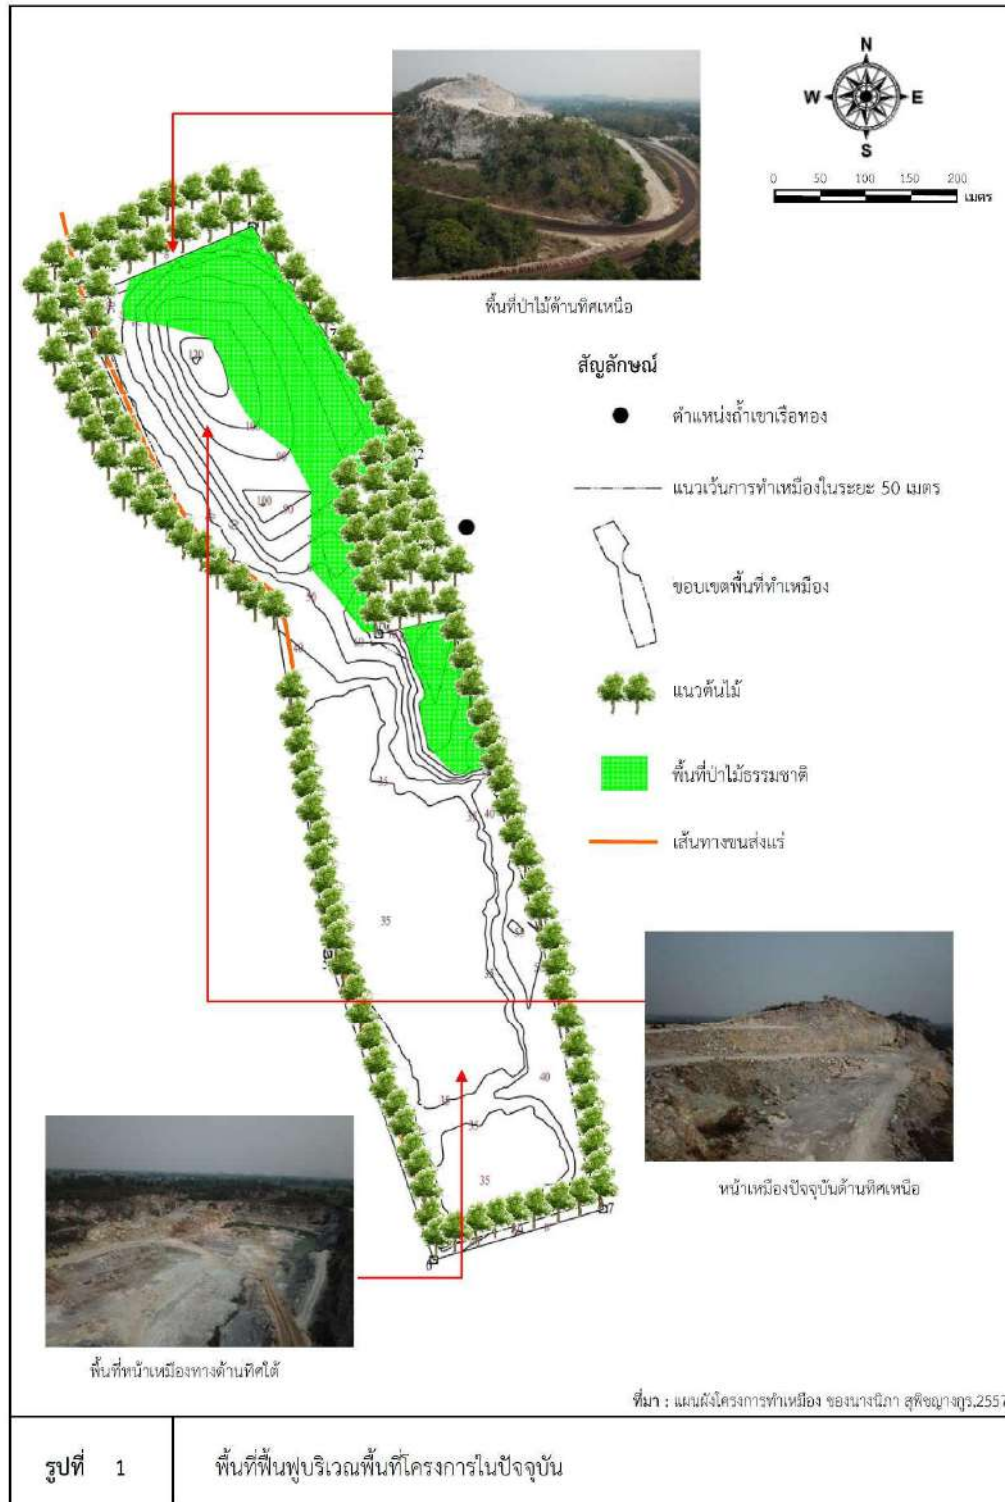 N
W E
S
0 50 100 150 200
เมตร
พื้นที่ป่าไม้ด้านทิศเหนือ
สัญลักษณ์
ตำแหน่งถ้ำเขาเรือทอง
แนวเว้นการทำเหมืองในระยะ 50 เมตร
ขอบเขตพื้นที่ทำเหมือง
แนวต้นไม้
พื้นที่ป่าไม้ธรรมชาติ
เส้นทางขนส่งแร่
130
100
100
90
40
35
40
35
35
40
35
35
หน้าเหมืองปัจจุบันด้านทิศเหนือ
พื้นที่หน้าเหมืองทางด้านทิศใต้
ที่มา : แผนผังโครงการทำเหมือง ของนางนิภา สุพิชญางกูร,2557
รูปที่ 1 พื้นที่ฟื้นฟูบริเวณพื้นที่โครงการในปัจจุบัน